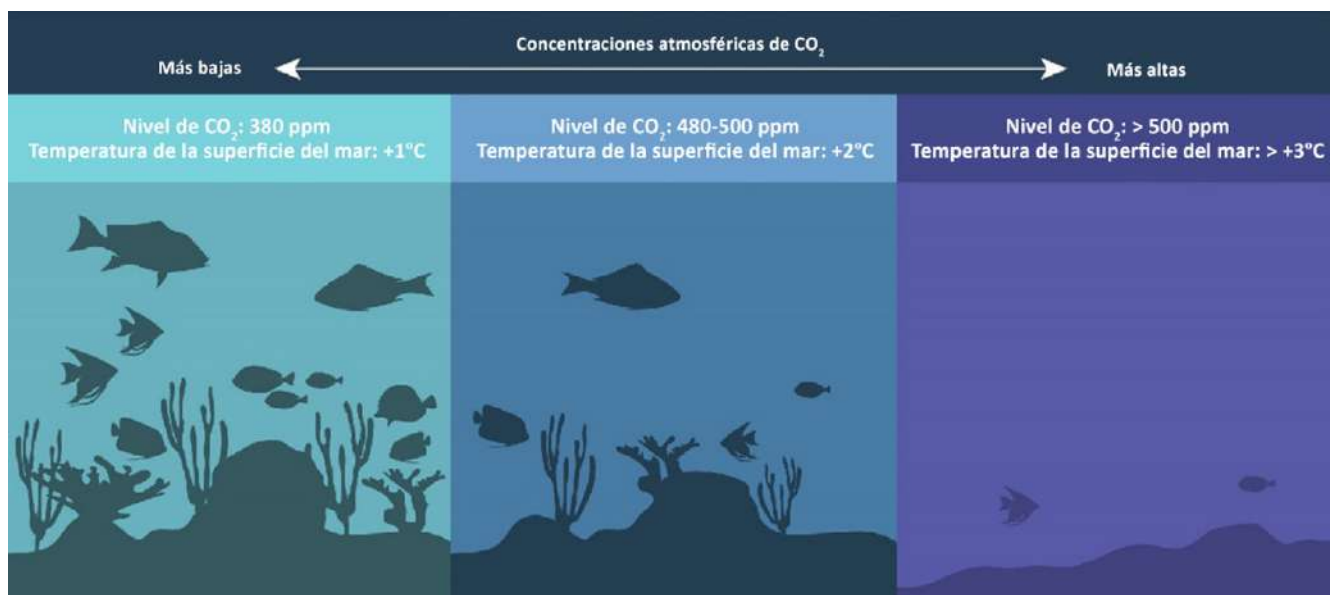 Concentraciones atmosféricas de CO₂
Más bajas
Más altas
Nivel de CO₂: 380 ppm
Temperatura de la superficie del mar: +1°C
Nivel de CO₂: 480-500 ppm
Temperatura de la superficie del mar: +2°C
Nivel de CO₂: > 500 ppm
Temperatura de la superficie del mar: > +3°C